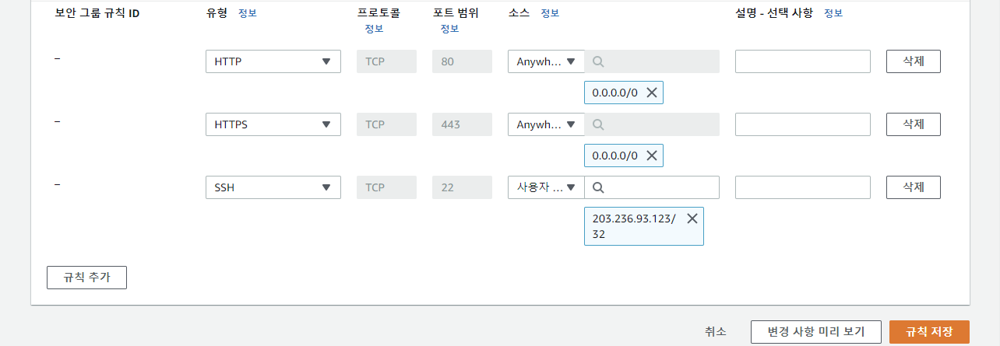 보안 그룹 규칙 ID 유형 정보 프로토콜 정보 포트 범위 정보 소스 정보 설명 - 선택 사항 정보
– HTTP TCP 80 Anywh... 삭제
0.0.0.0/0
– HTTPS TCP 443 Anywh... 삭제
0.0.0.0/0
– SSH TCP 22 사용자 ... 삭제
203.236.93.123/
32
규칙 추가
취소 변경 사항 미리 보기 규칙 저장